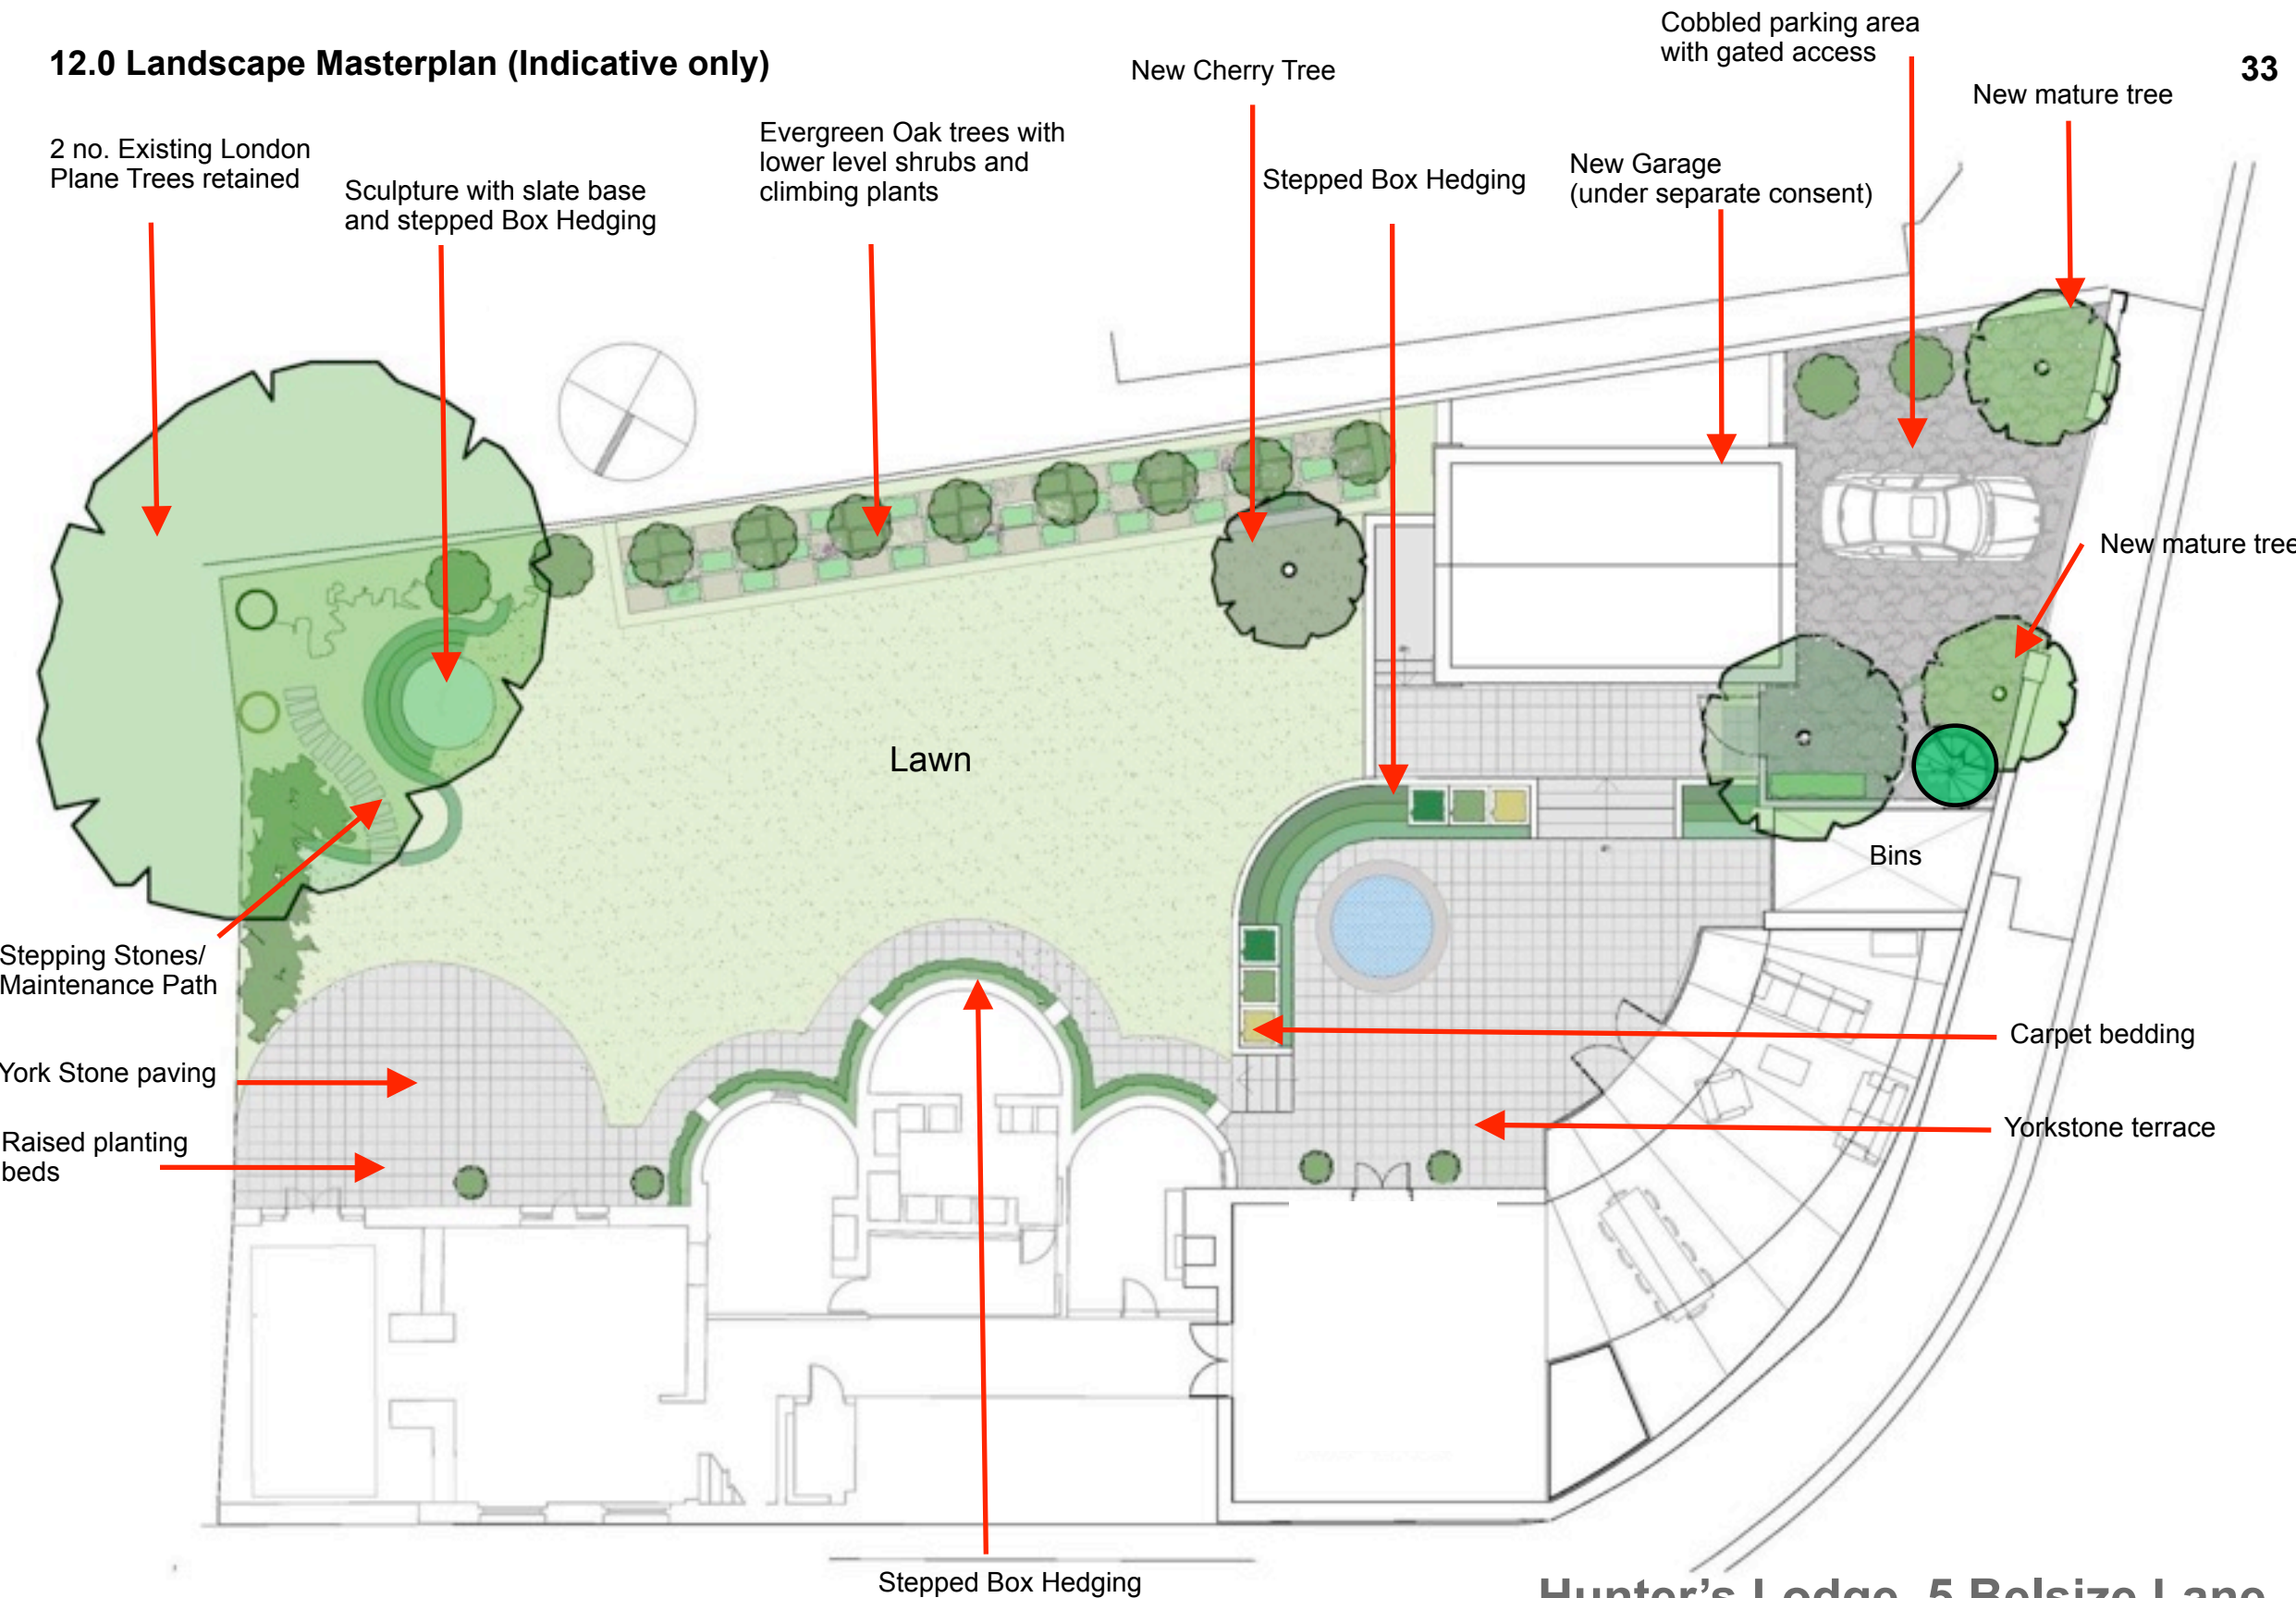 12.0 Landscape Masterplan (Indicative only)
33
Cobbled parking area
with gated access
New Cherry Tree
New mature tree
2 no. Existing London
Plane Trees retained
Evergreen Oak trees with
lower level shrubs and
climbing plants
Sculpture with slate base
and stepped Box Hedging
Stepped Box Hedging
New Garage
(under separate consent)
New mature tree
Lawn
Bins
Stepping Stones/
Maintenance Path
York Stone paving
Carpet bedding
Raised planting
beds
Yorkstone terrace
Stepped Box Hedging
Hunter's Lodge, 5 Belsize Lane